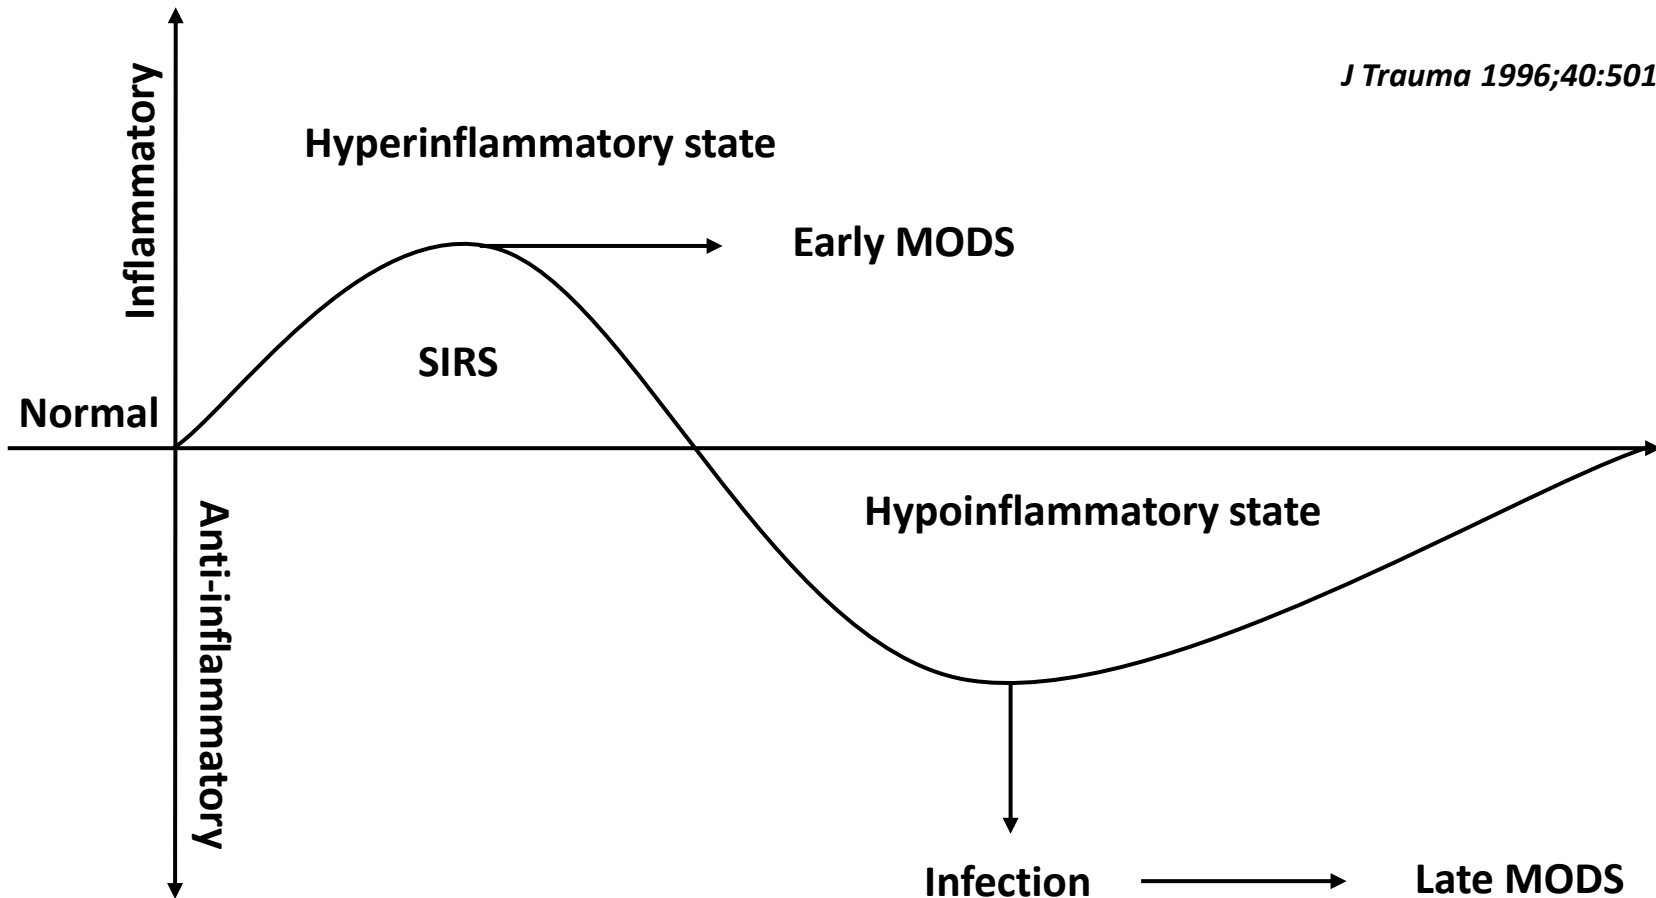 J Trauma 1996;40:501
Inflammatory
Hyperinflammatory state
Early MODS
SIRS
Normal
Hypoinflammatory state
Anti-inflammatory
Infection
Late MODS